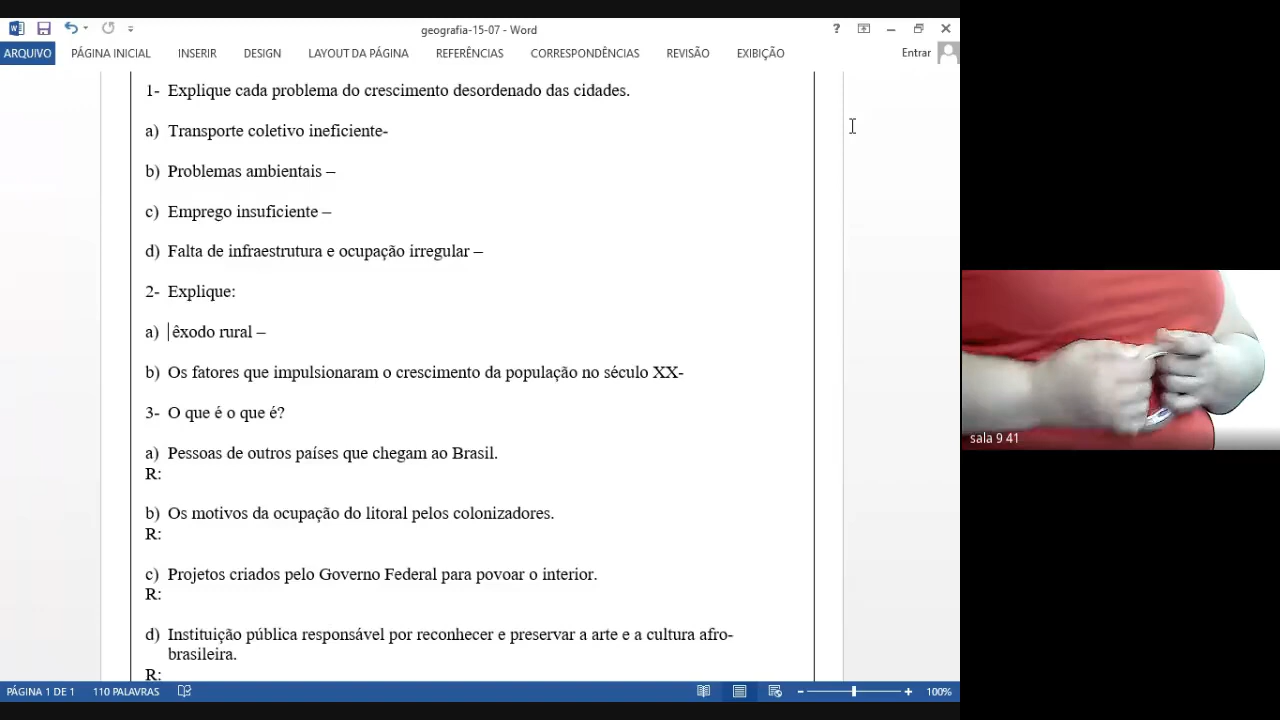 geografia-15-07 - Word
ARQUIVO PÁGINA INICIAL INSERIR DESIGN LAYOUT DA PÁGINA REFERÊNCIAS CORRESPONDÊNCIAS REVISÃO EXIBIÇÃO Entrar
1- Explique cada problema do crescimento desordenado das cidades.
a) Transporte coletivo ineficiente-
b) Problemas ambientais –
c) Emprego insuficiente –
d) Falta de infraestrutura e ocupação irregular –
2- Explique:
a) êxodo rural –
b) Os fatores que impulsionaram o crescimento da população no século XX-
3- O que é o que é?
a) Pessoas de outros países que chegam ao Brasil.
R:
b) Os motivos da ocupação do litoral pelos colonizadores.
R:
c) Projetos criados pelo Governo Federal para povoar o interior.
R:
d) Instituição pública responsável por reconhecer e preservar a arte e a cultura afro-
brasileira.
R:
PÁGINA 1 DE 1 110 PALAVRAS 100%
sala 9 41